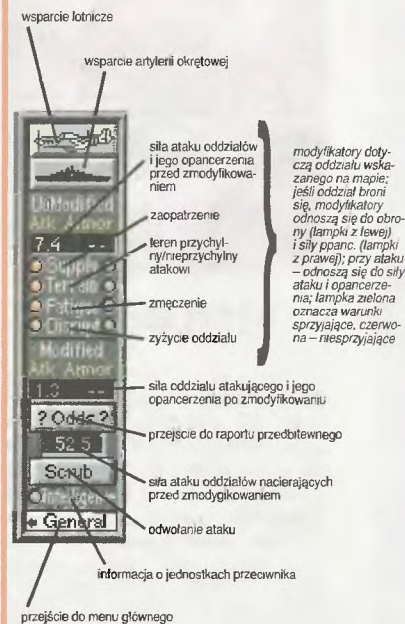 wsparcie lotnicze
wsparcie artylerii okrętowej
siła ataku oddziałów
i jego opancerzenia
przed zmodyfikowa-
niem
zaopatrzenie
teren przychyl-
ny/nieprzychylny
atakowi
zmęczenie
zyżycie oddziału
siła oddziału atakującego i jego
opancerzenia po zmodyfikowaniu
przejście do raportu przedbitewnego
siła ataku oddziałów nacierających
przed zmodygikowaniem
odwołanie ataku
informacja o jednostkach przeciwnika
przejście do menu głównego
modyfikatory doty-
czą oddziału wska-
zanego na mapie;
jeśli oddział broni
się, modyfikatory
odnoszą się do obro-
ny (lampki z lewej)
i siły ppanc. (lampki
z prawej); przy ataku
– odnoszą się do siły
ataku i opancerze-
nia; lampka zielona
oznacza warunki
sprzyjające, czerwo-
na – niesprzyjające
Unmodified
Atk Armor
7.4 --
Supply
Terrain
Fatigue
Disrupt
Modified
Atk Armor
1.3 --
? Odds ?
52.5
Scrub
General